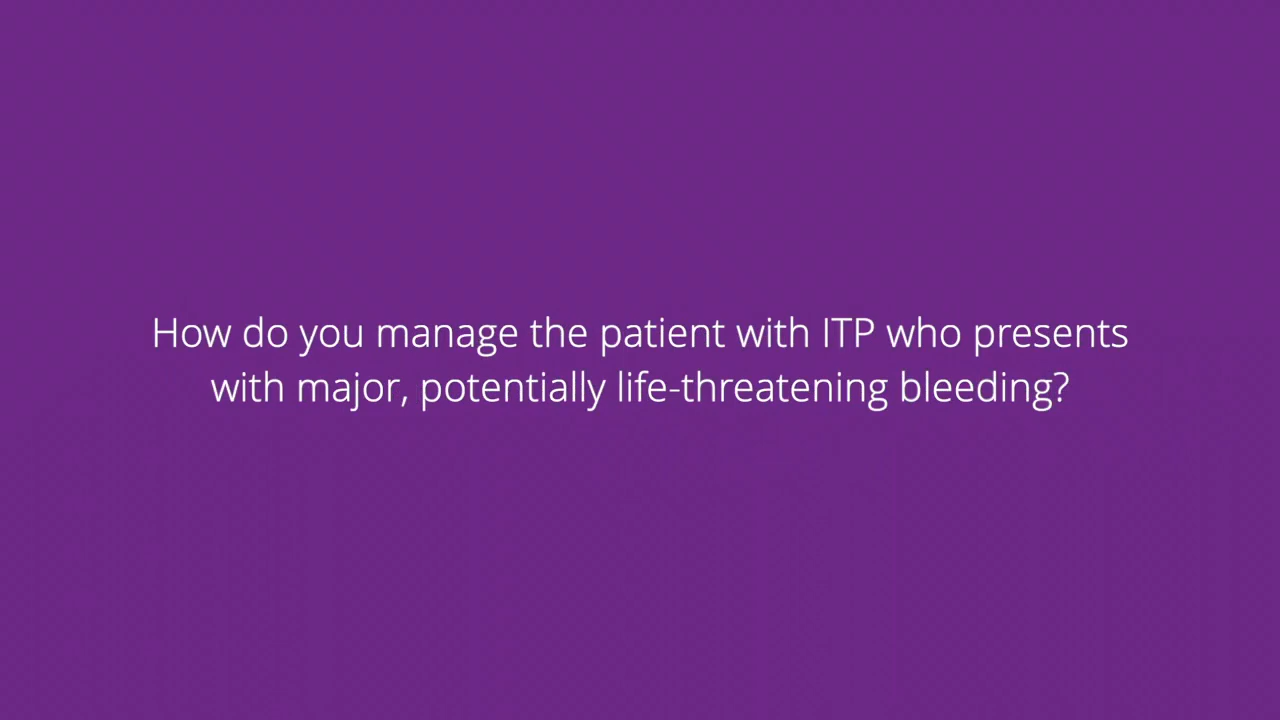 How do you manage the patient with ITP who presents
with major, potentially life-threatening bleeding?